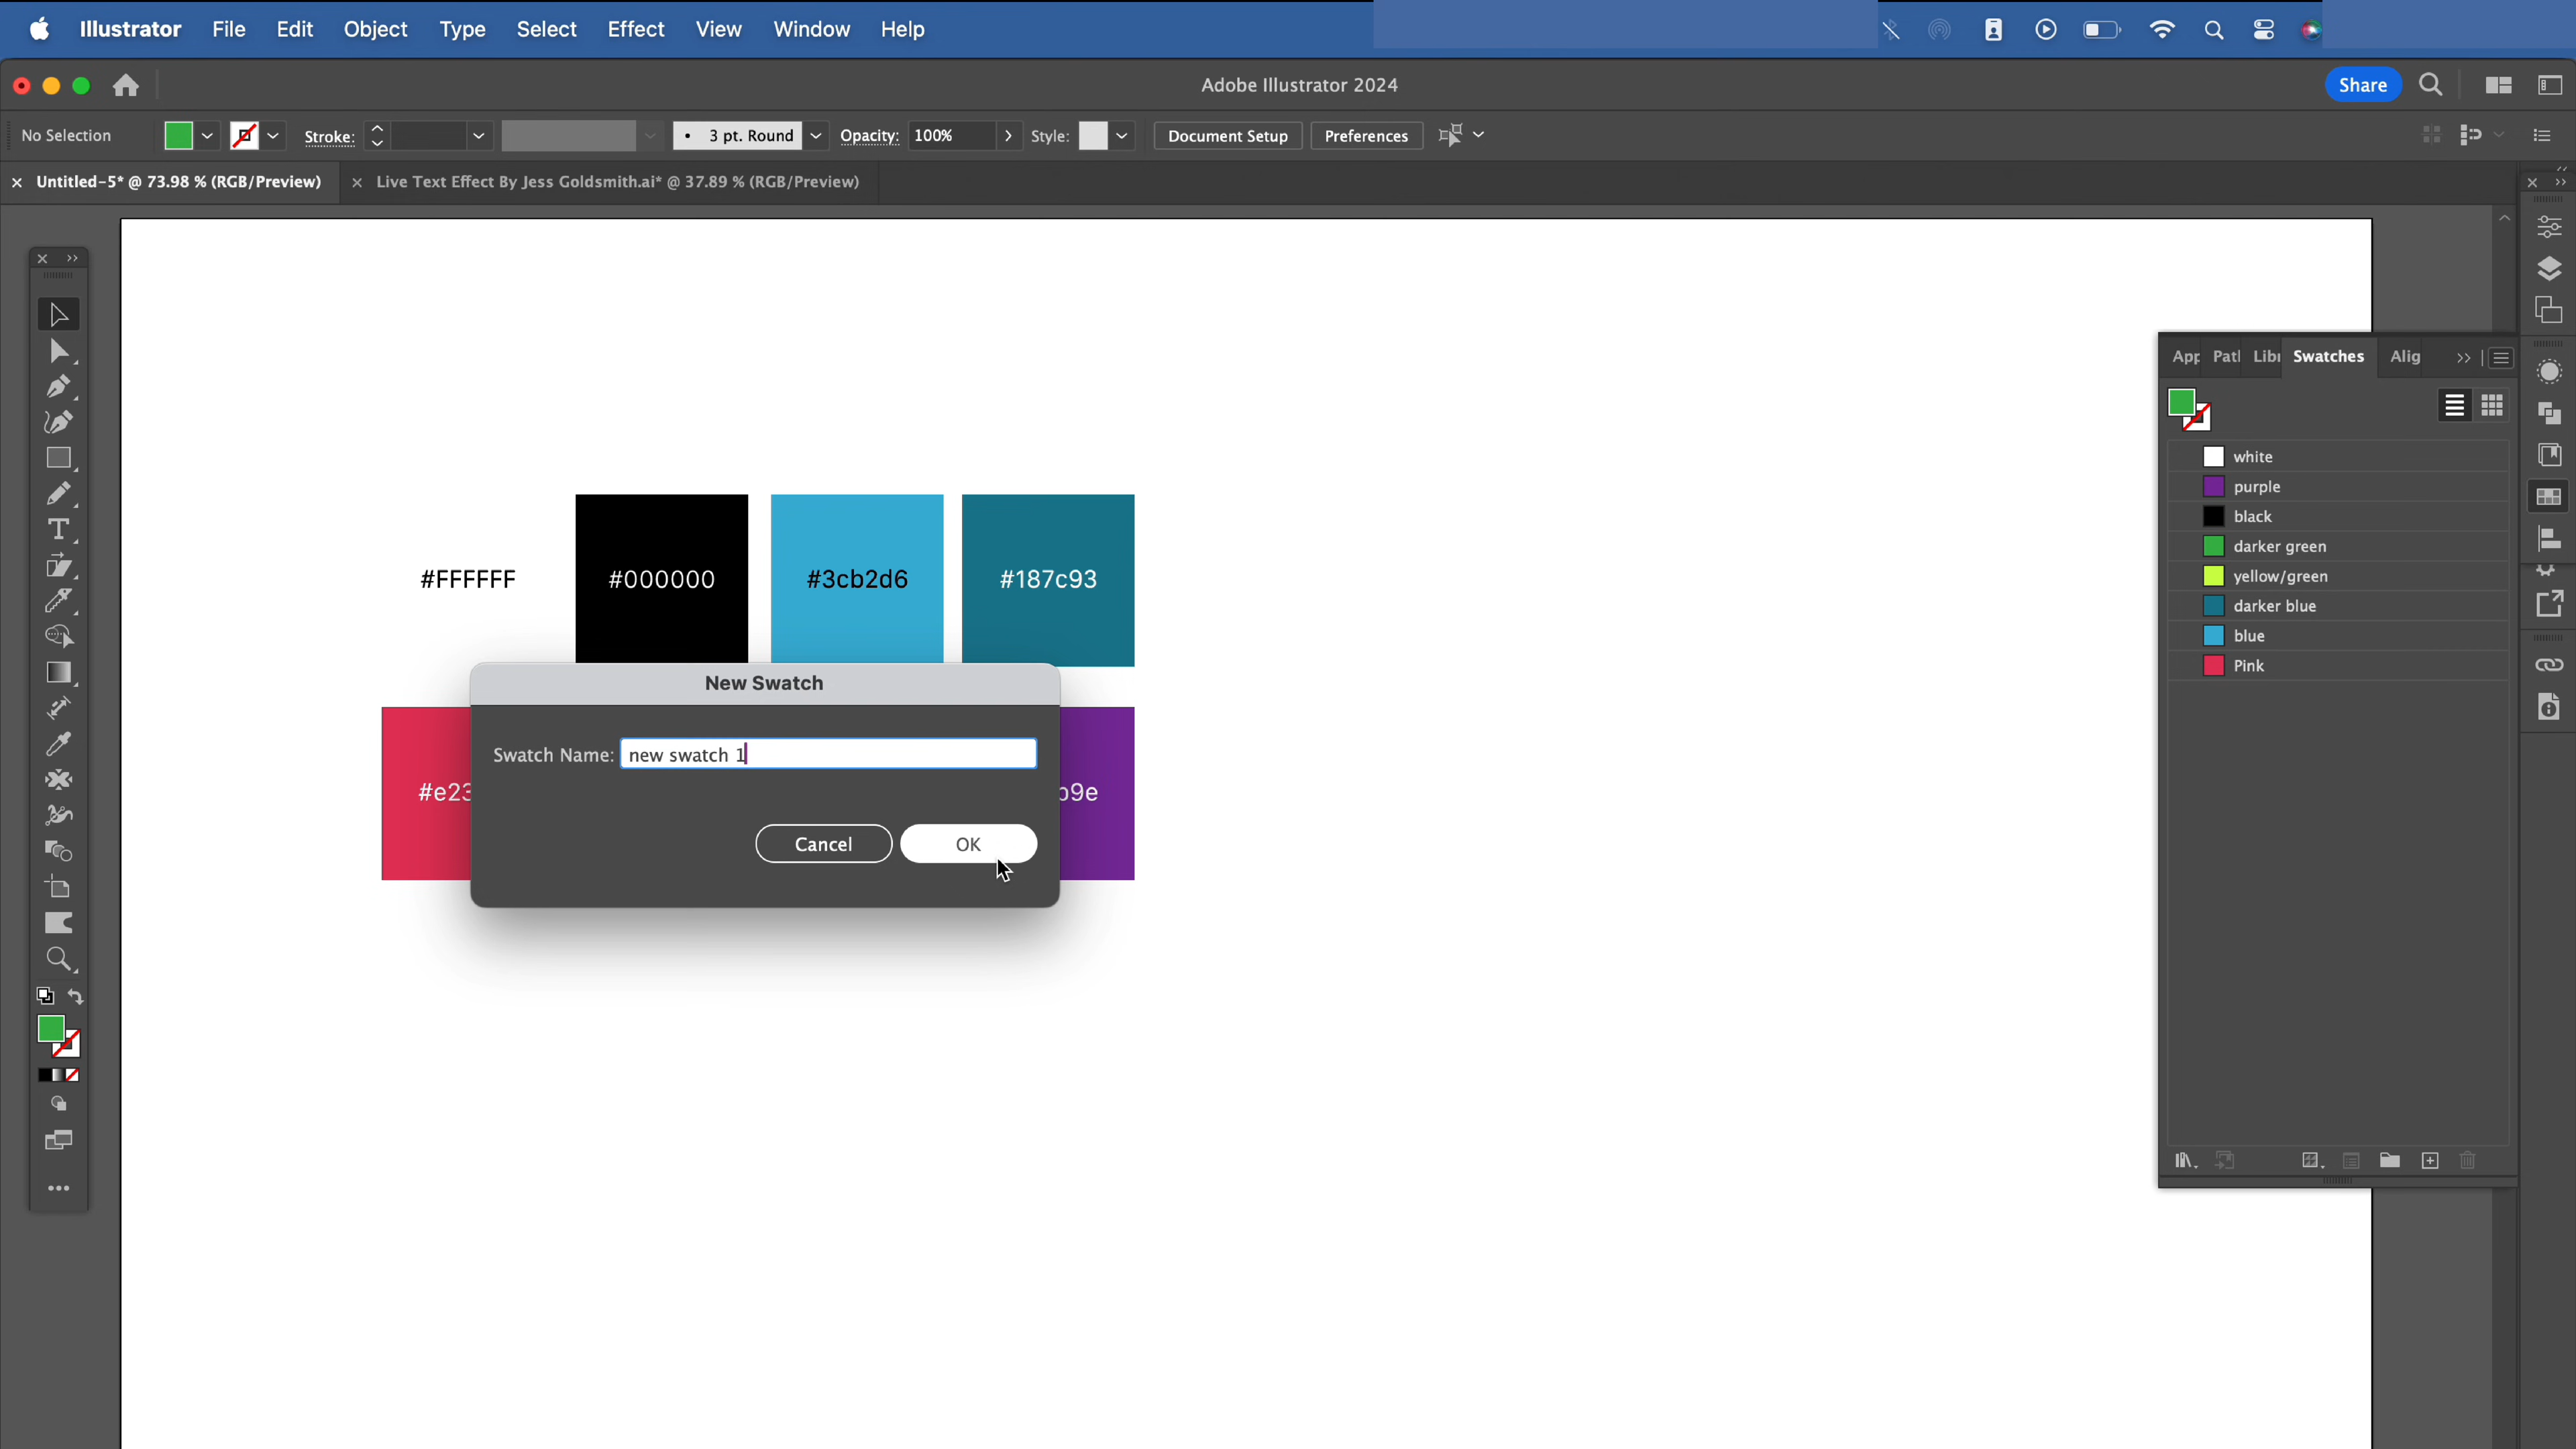 Illustrator File Edit Object Type Select Effect View Window Help
Adobe Illustrator 2024
Share
No Selection Stroke: 3 pt. Round Opacity: 100% Style: Document Setup Preferences
Untitled-5* @ 73.98 % (RGB/Preview) Live Text Effect By Jess Goldsmith.ai* @ 37.89 % (RGB/Preview)
App Patl Libr Swatches Alig
white
purple
black
darker green
yellow/green
darker blue
blue
Pink
#FFFFFF #000000 #3cb2d6 #187c93
New Swatch
Swatch Name: new swatch 1
#e23 b9e
Cancel OK